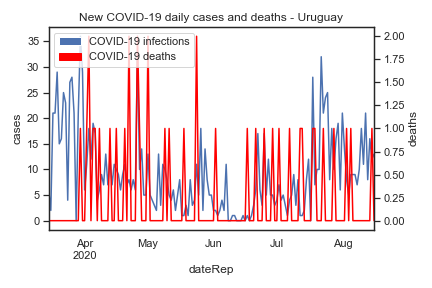 New COVID-19 daily cases and deaths - Uruguay
COVID-19 infections
COVID-19 deaths
cases
35
30
25
20
15
10
5
0
deaths
2.00
1.75
1.50
1.25
1.00
0.75
0.50
0.25
0.00
Apr
2020
May
Jun
Jul
Aug
dateRep